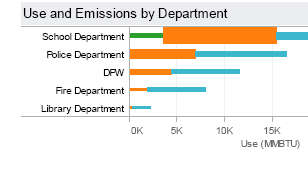 Use and Emissions by Department
School Department
Police Department
DPW
Fire Department
Library Department
0K 5K 10K 15K
Use (MMBTU)